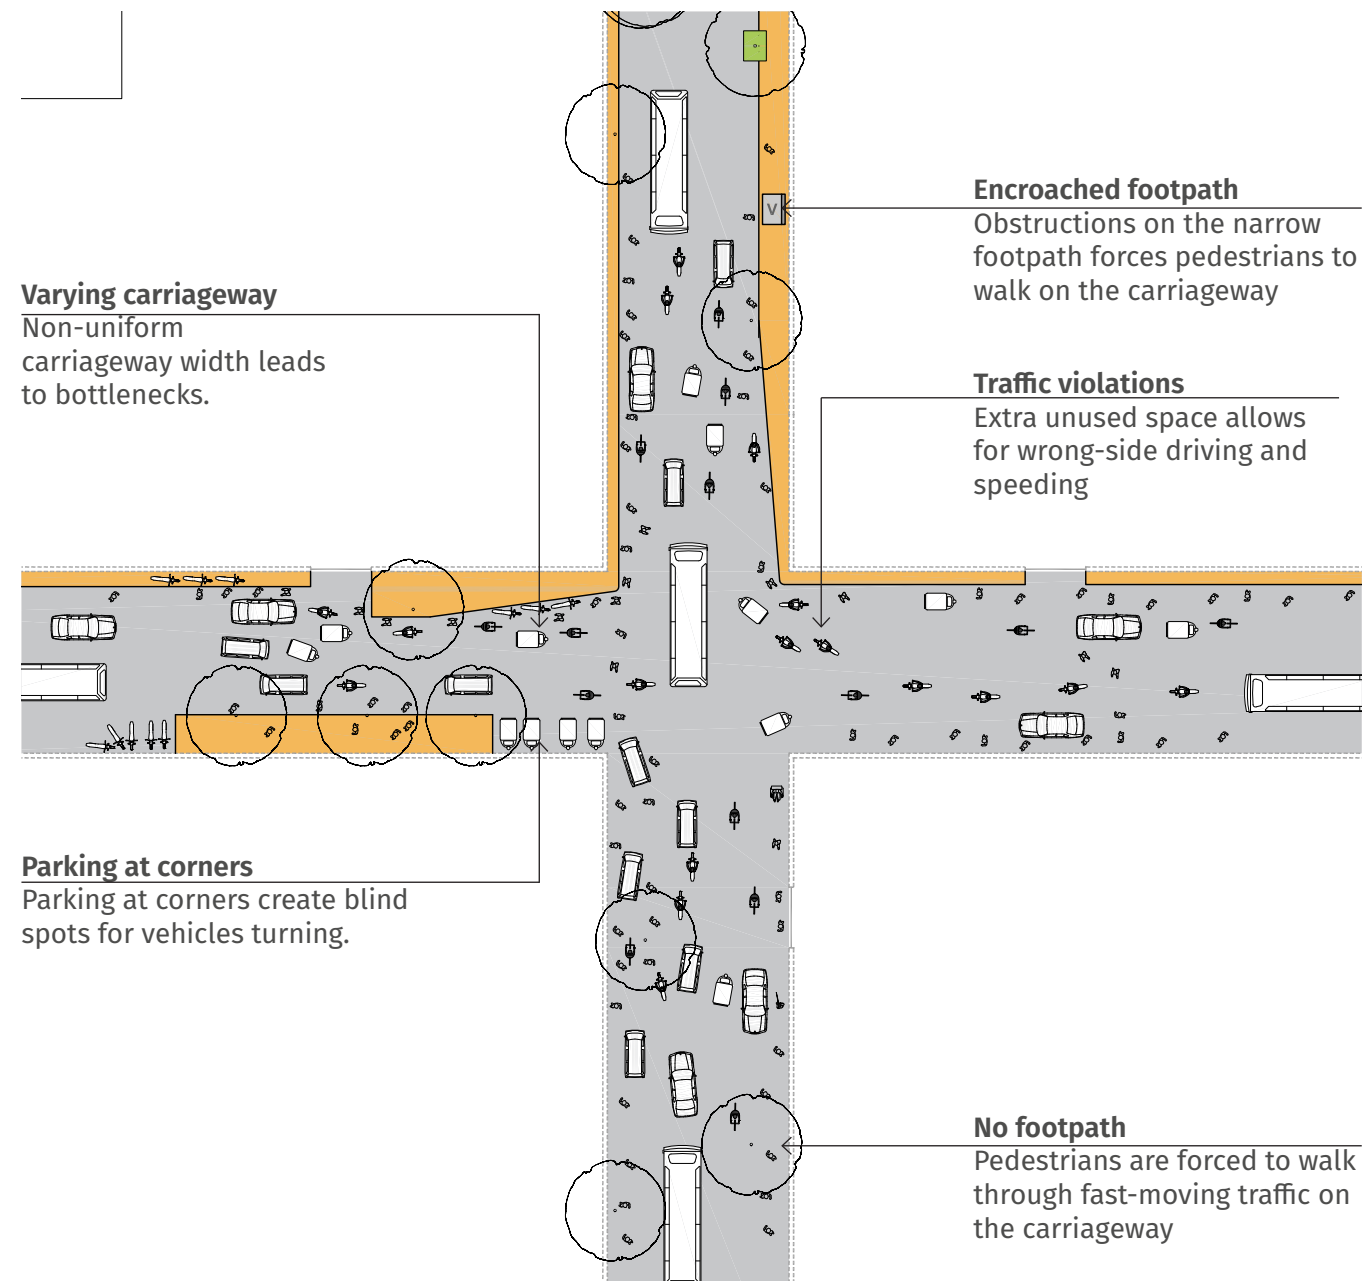 Encroached footpath
Obstructions on the narrow
footpath forces pedestrians to
walk on the carriageway
V
Varying carriageway
Non-uniform
carriageway width leads
to bottlenecks.
Traffic violations
Extra unused space allows
for wrong-side driving and
speeding
Parking at corners
Parking at corners create blind
spots for vehicles turning.
No footpath
Pedestrians are forced to walk
through fast-moving traffic on
the carriageway